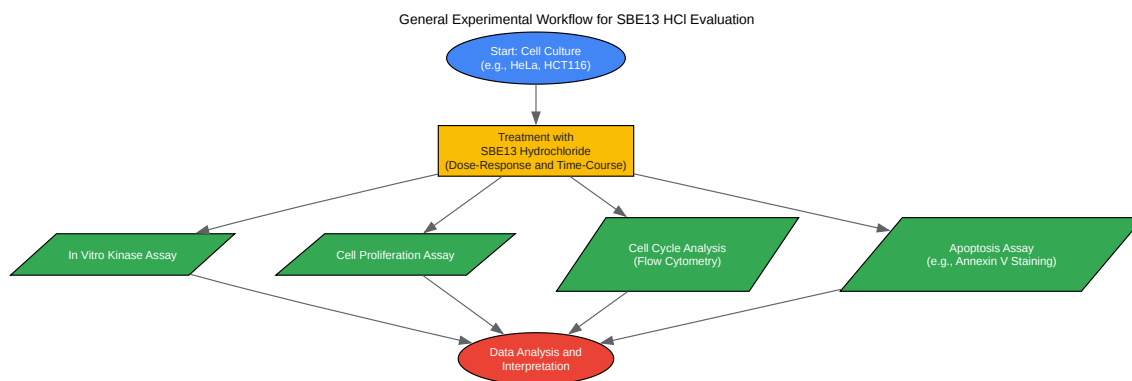 General Experimental Workflow for SBE13 HCl Evaluation
Start: Cell Culture
(e.g., HeLa, HCT116)
Treatment with
SBE13 Hydrochloride
(Dose-Response and Time-Course)
In Vitro Kinase Assay
Cell Proliferation Assay
Cell Cycle Analysis
(Flow Cytometry)
Apoptosis Assay
(e.g., Annexin V Staining)
Data Analysis and
Interpretation